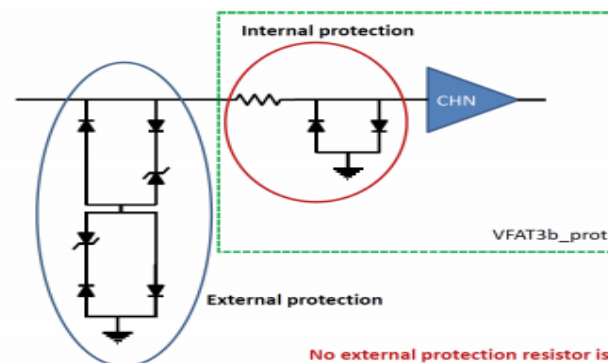 Internal protection
CHN
VFAT3b_prot
External protection
No external protection resistor is